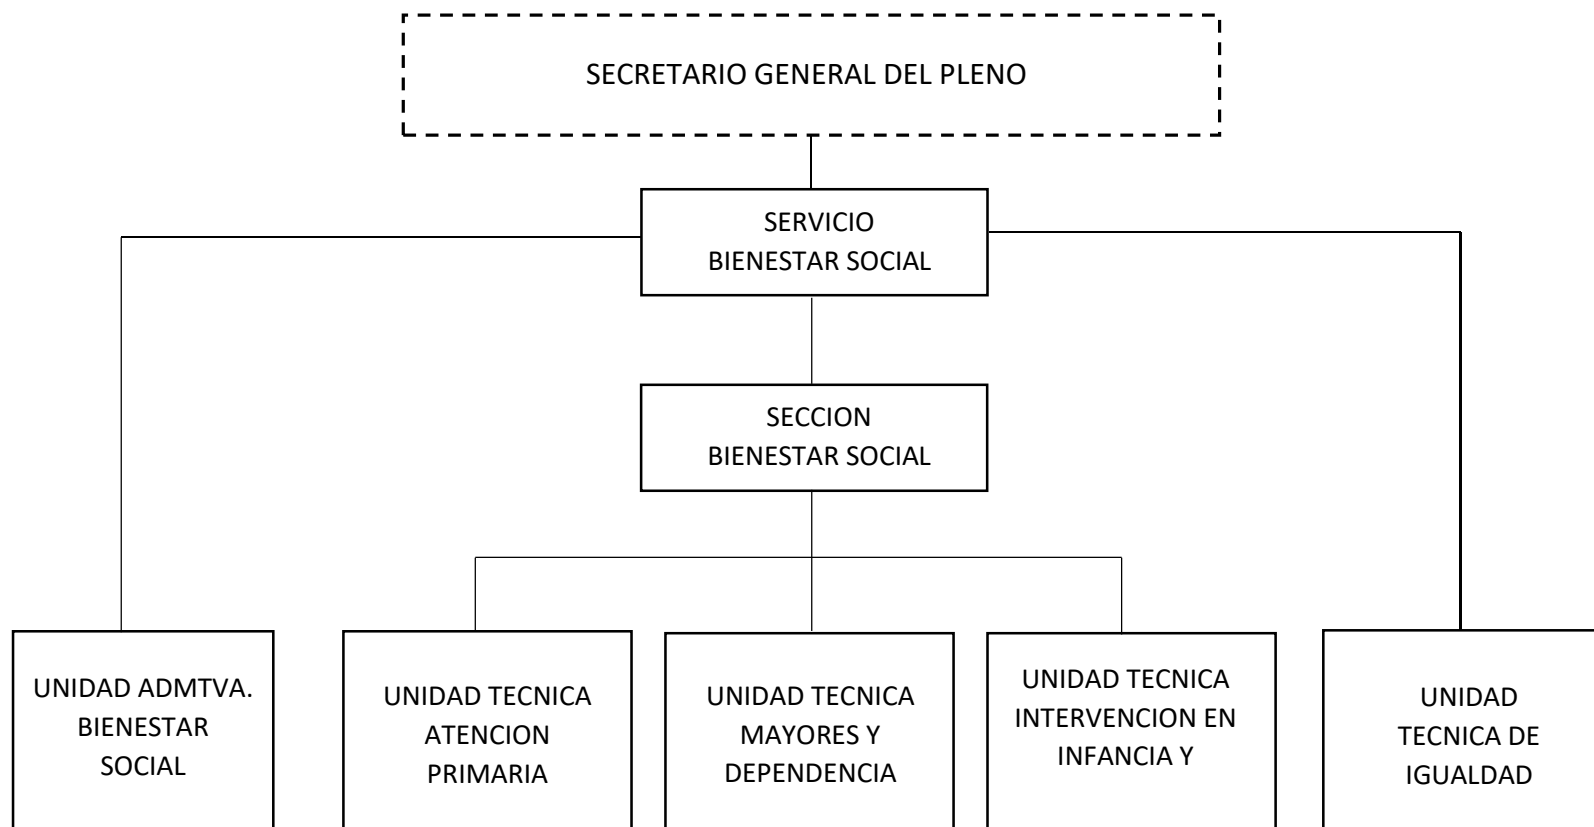 SECRETARIO GENERAL DEL PLENO
SERVICIO
BIENESTAR SOCIAL
SECCION
BIENESTAR SOCIAL
UNIDAD ADMTVA.
BIENESTAR
SOCIAL
UNIDAD TECNICA
ATENCION
PRIMARIA
UNIDAD TECNICA
MAYORES Y
DEPENDENCIA
UNIDAD TECNICA
INTERVENCION EN
INFANCIA Y
UNIDAD
TECNICA DE
IGUALDAD